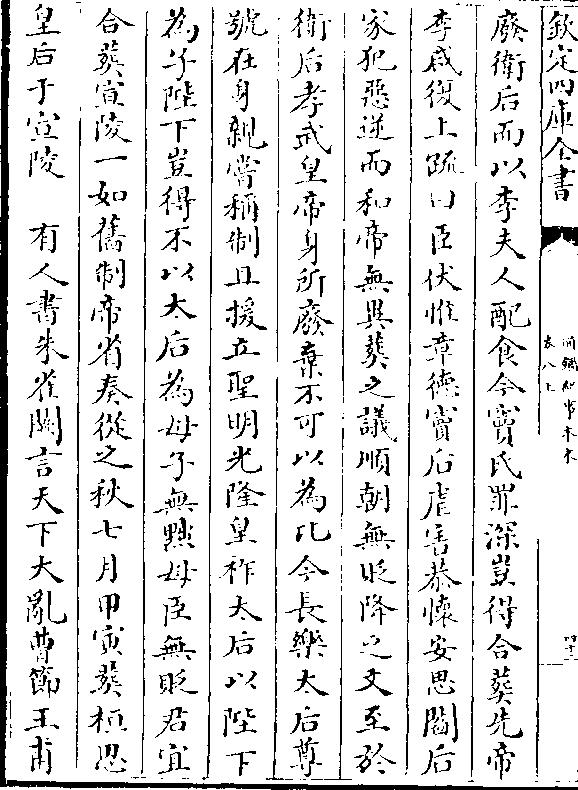 欽定四庫全書
通鑑紀事本末
卷八上
四十二
廢衛后而以李夫人配食今竇氏罪深豈得合葬先帝
李咸復上疏曰臣伏惟章徳竇后虐害恭懷安思閻后
家犯惡逆而和帝無異葬之議順朝無貶降之文至於
衛后孝武皇帝身所廢棄不可以為比今長樂太后尊
號在身親嘗稱制且援立聖明光隆皇祚太后以陛下
為子陛下豈得不以太后為母子無黜母臣無貶君宜
合葬宣陵一如舊制帝省奏從之秋七月甲寅葬桓思
皇后于宣陵　有人書朱雀闕言天下大亂曹節王甫